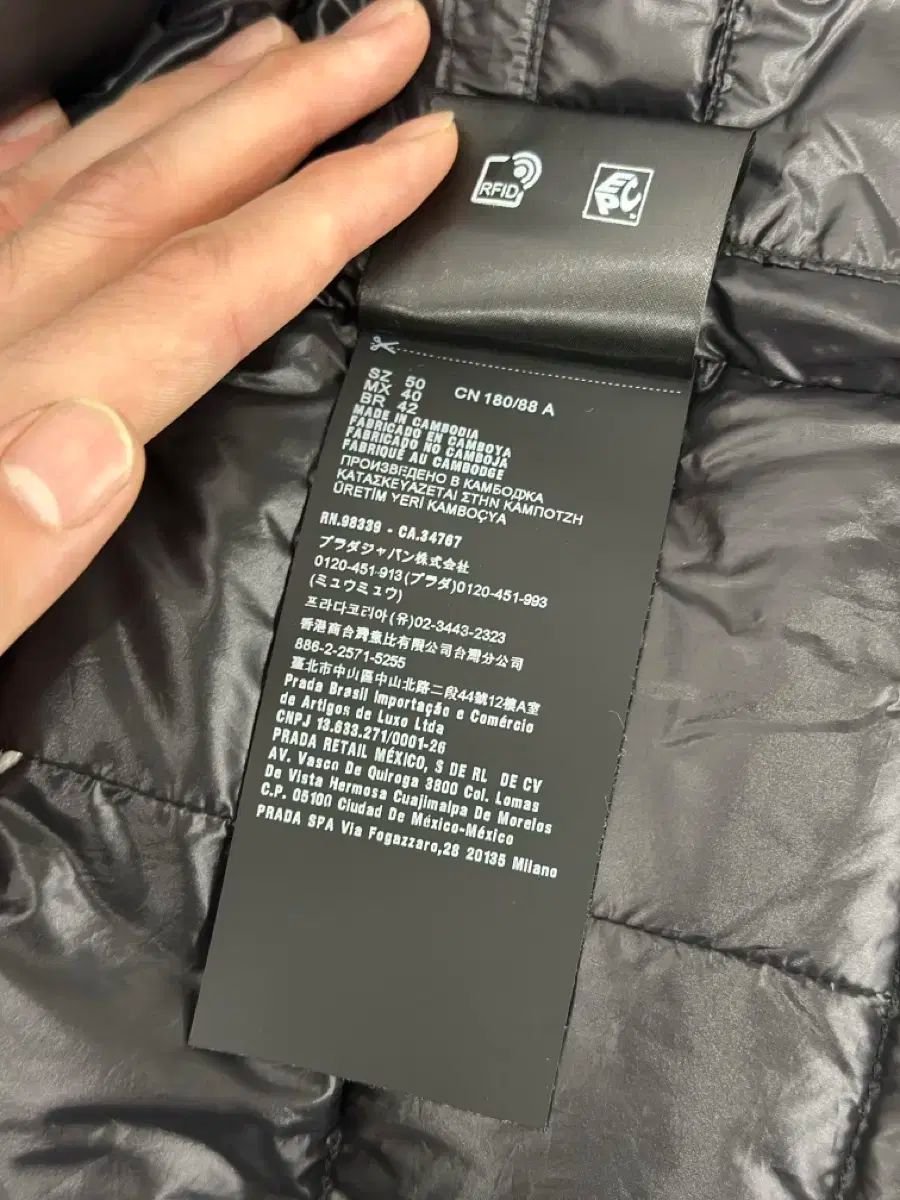 RFID
EPC
SZ 50 CN 180/88 A
MX 40
BR 42
MADE IN CAMBODIA
FABRICADO EN CAMBOYA
FABRICADO NO CAMBOJA
FABRIQUÉ AU CAMBODGE
ПРОИЗВЕДЕНО В КАМБОДЖА
ΚΑΤΑΣΚΕΥΑΖΕΤΑΙ ΣΤΗΝ ΚΑΜΠΟΤΖΗ
ÜRETİM YERİ KAMBOÇYA
RN.98339 - CA.34767
プラダジャパン株式会社
0120-451-913(プラダ)0120-451-993
(ミュウミュウ)
프라다코리아(유)02-3443-2323
香港商台灣童比有限公司台灣分公司
886-2-2571-5255
臺北市中山區中山北路二段44號12樓A室
Prada Brasil Importação e Comércio
de Artigos de Luxo Ltda
CNPJ 13.633.271/0001-26
PRADA RETAIL MÉXICO, S DE RL DE CV
AV. Vasco De Quiroga 3800 Col. Lomas
De Vista Hermosa Cuajimalpa De Morelos
C.P. 05100 Ciudad De México-México
PRADA SPA Via Fogazzaro,28 20135 Milano